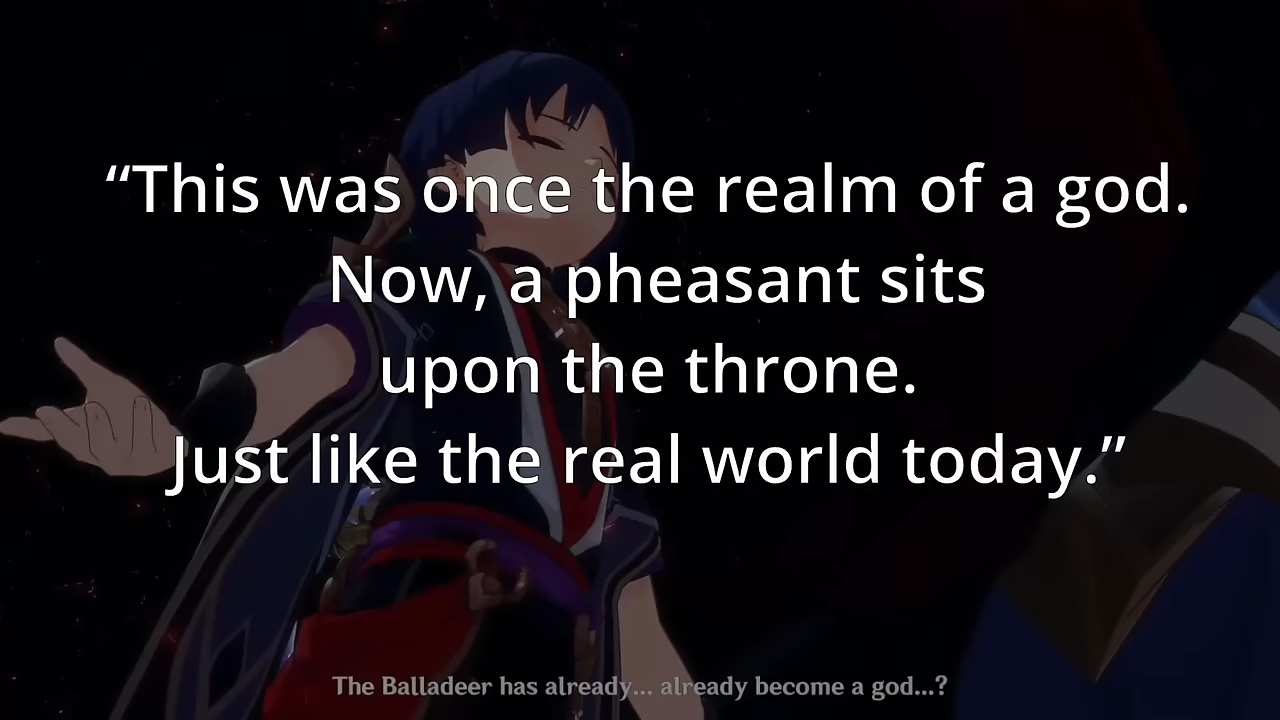 “This was once the realm of a god.
Now, a pheasant sits
upon the throne.
Just like the real world today.”
The Balladeer has already... already become a god...?